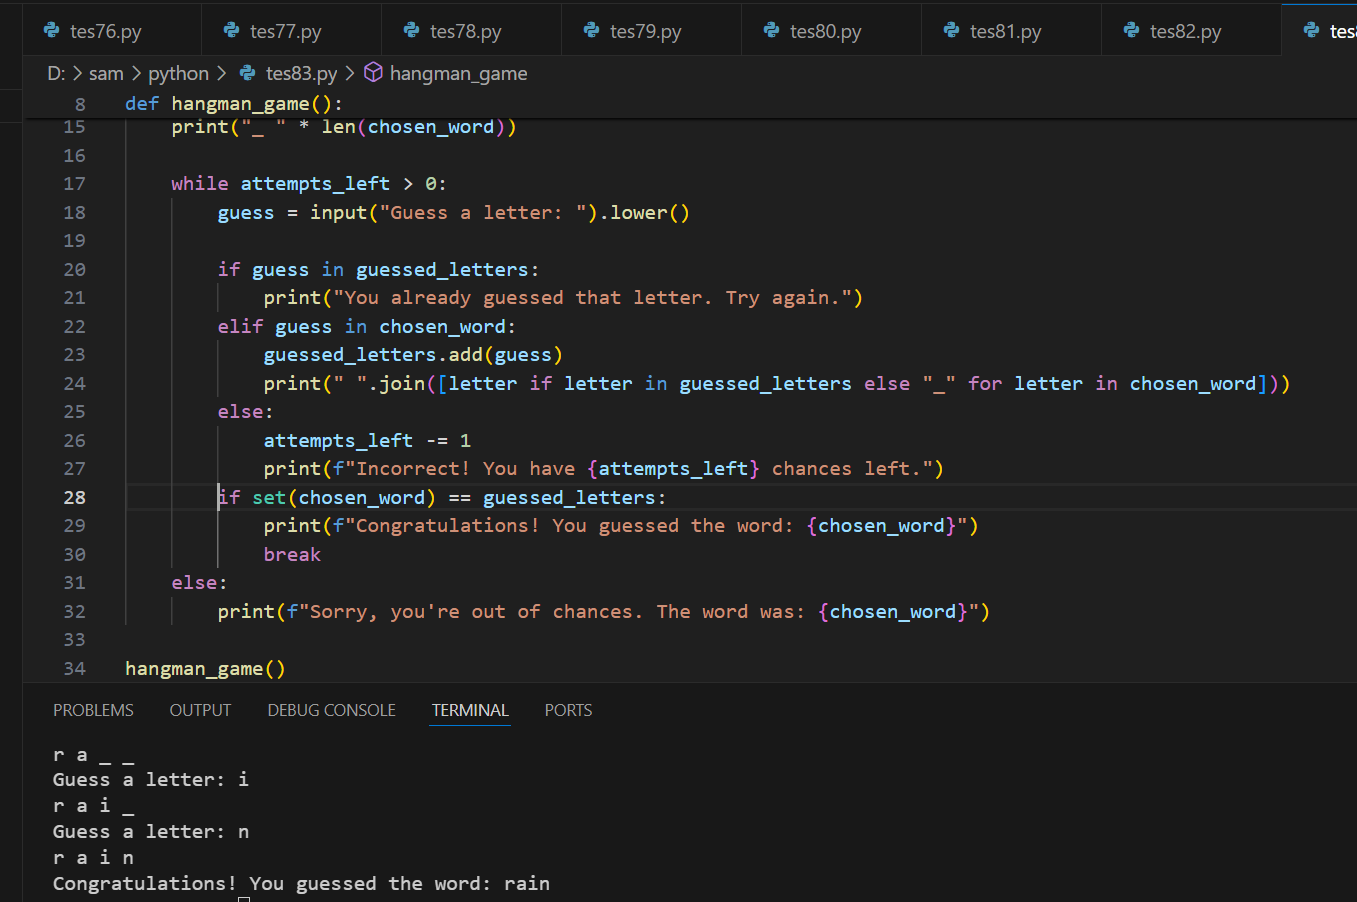 tes76.py tes77.py tes78.py tes79.py tes80.py tes81.py tes82.py
D: > sam > python > tes83.py > hangman_game
8 def hangman_game():
15     print("_ " * len(chosen_word))
16
17     while attempts_left > 0:
18         guess = input("Guess a letter: ").lower()
19
20         if guess in guessed_letters:
21             print("You already guessed that letter. Try again.")
22         elif guess in chosen_word:
23             guessed_letters.add(guess)
24             print(" ".join([letter if letter in guessed_letters else "_" for letter in chosen_word]))
25         else:
26             attempts_left -= 1
27             print(f"Incorrect! You have {attempts_left} chances left.")
28         if set(chosen_word) == guessed_letters:
29             print(f"Congratulations! You guessed the word: {chosen_word}")
30             break
31     else:
32         print(f"Sorry, you're out of chances. The word was: {chosen_word}")
33
34 hangman_game()
PROBLEMS OUTPUT DEBUG CONSOLE TERMINAL PORTS
r a _ _
Guess a letter: i
r a i _
Guess a letter: n
r a i n
Congratulations! You guessed the word: rain